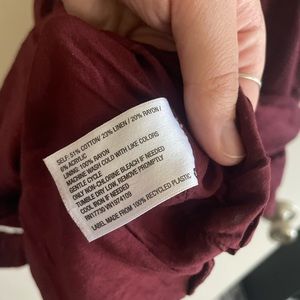 SELF: 51% COTTON/ 23% LINEN / 20% RAYON /
6% ACRYLIC
LINING: 100% RAYON
MACHINE WASH COLD WITH LIKE COLORS
GENTLE CYCLE
ONLY NON-CHLORINE BLEACH IF NEEDED
TUMBLE DRY LOW, REMOVE PROMPTLY
COOL IRON IF NEEDED
RN17730 VN1074109
LABEL MADE FROM 100% RECYCLED PLASTIC